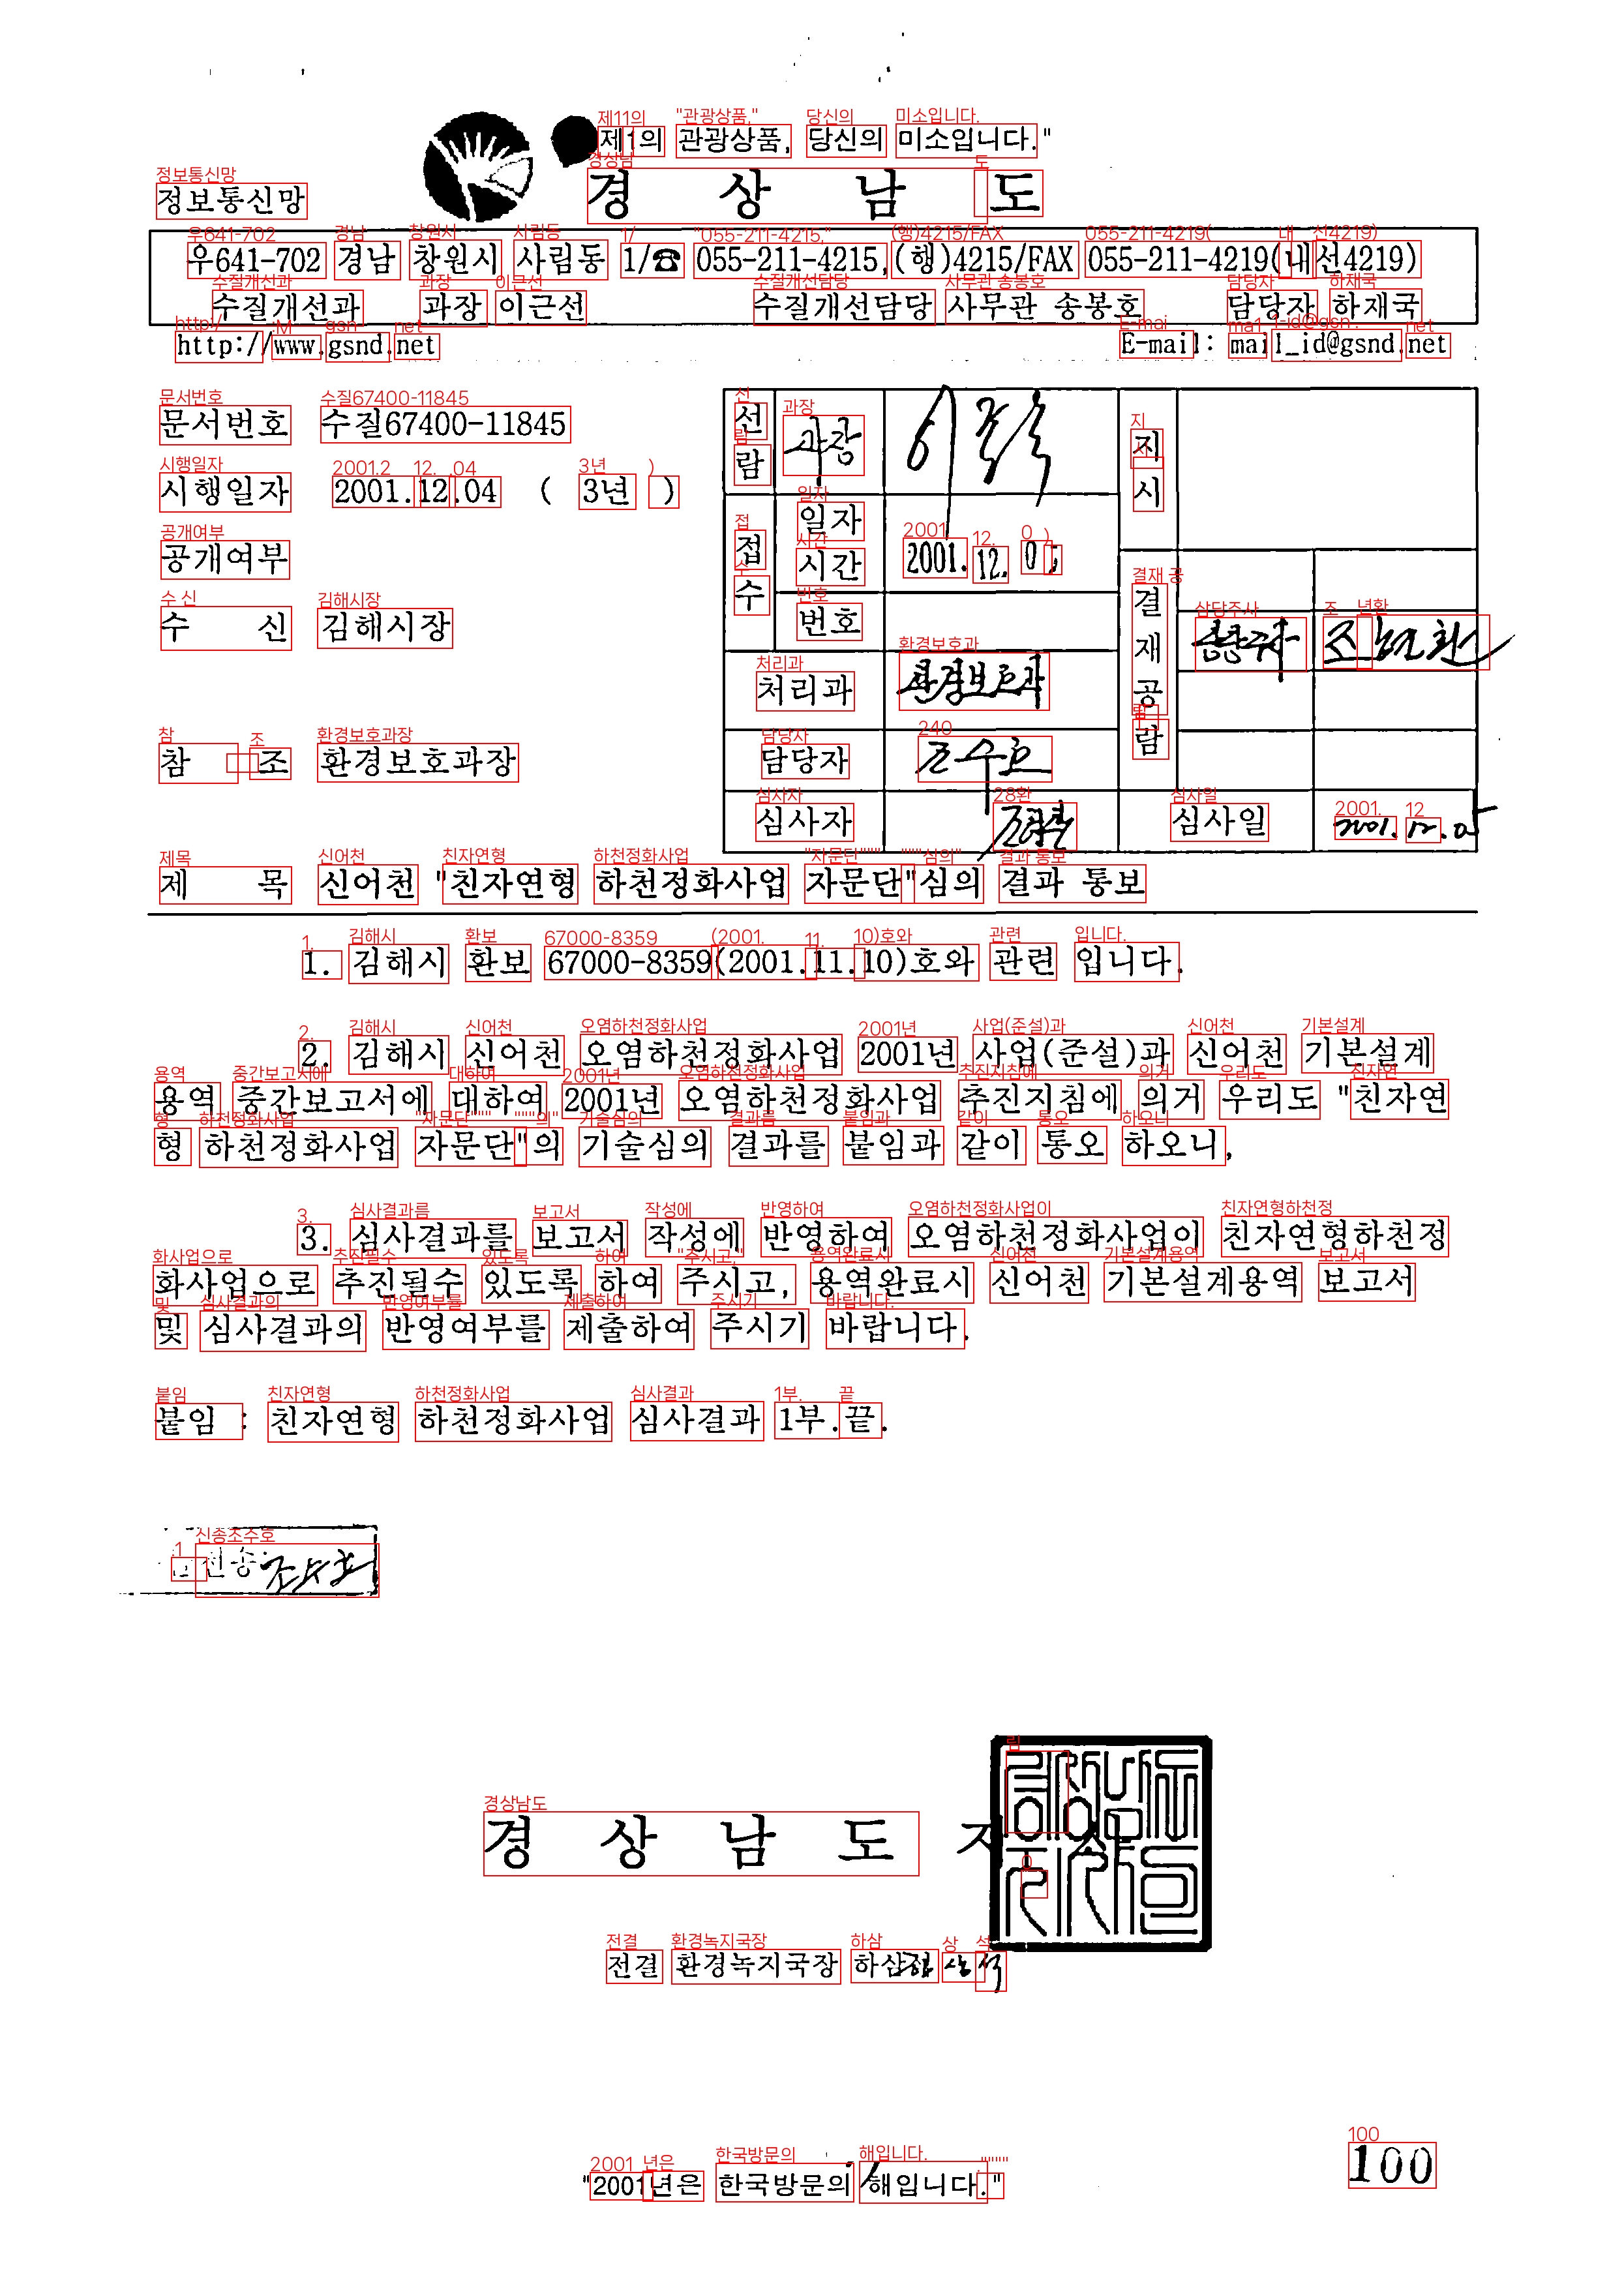 제1의 관광상품, 당신의 미소입니다."
정보통신망
경 상 남 도
우641-702 경남 창원시 사림동 1/☎ 055-211-4215,(행)4215/FAX 055-211-4219(내선4219)
수질개선과 과장 이근선 수질개선담당 사무관 송봉호 담당자 하재국
http://www.gsnd.net E-mail: mail_id@gsnd.net
문서번호 수질67400-11845
시행일자 2001.12.04 ( 3년 )
공개여부
수 신 김해시장
참 조 환경보호과장
선람 과장 지시
접수 일자 시간 2001. 12. 0
번호
결재공람
처리과 환경보호과
담당자 조수호
심사자 심사일 2001. 12. 05
제 목 신어천 "친자연형 하천정화사업 자문단"심의 결과 통보
1. 김해시 환보 67000-8359(2001.11.10)호와 관련 입니다.
2. 김해시 신어천 오염하천정화사업 2001년 사업(준설)과 신어천 기본설계
용역 중간보고서에 대하여 2001년 오염하천정화사업 추진지침에 의거 우리도 "친자연
형 하천정화사업 자문단"의 기술심의 결과를 붙임과 같이 통오 하오니,
3. 심사결과를 보고서 작성에 반영하여 오염하천정화사업이 친자연형하천정
화사업으로 추진될수 있도록 하여 주시고, 용역완료시 신어천 기본설계용역 보고서
및 심사결과의 반영여부를 제출하여 주시기 바랍니다.
붙임 : 친자연형 하천정화사업 심사결과 1부.끝.
전송 조수호
경 상 남 도 지
전결 환경녹지국장 하삼
"2001년은 한국방문의 해입니다."
100